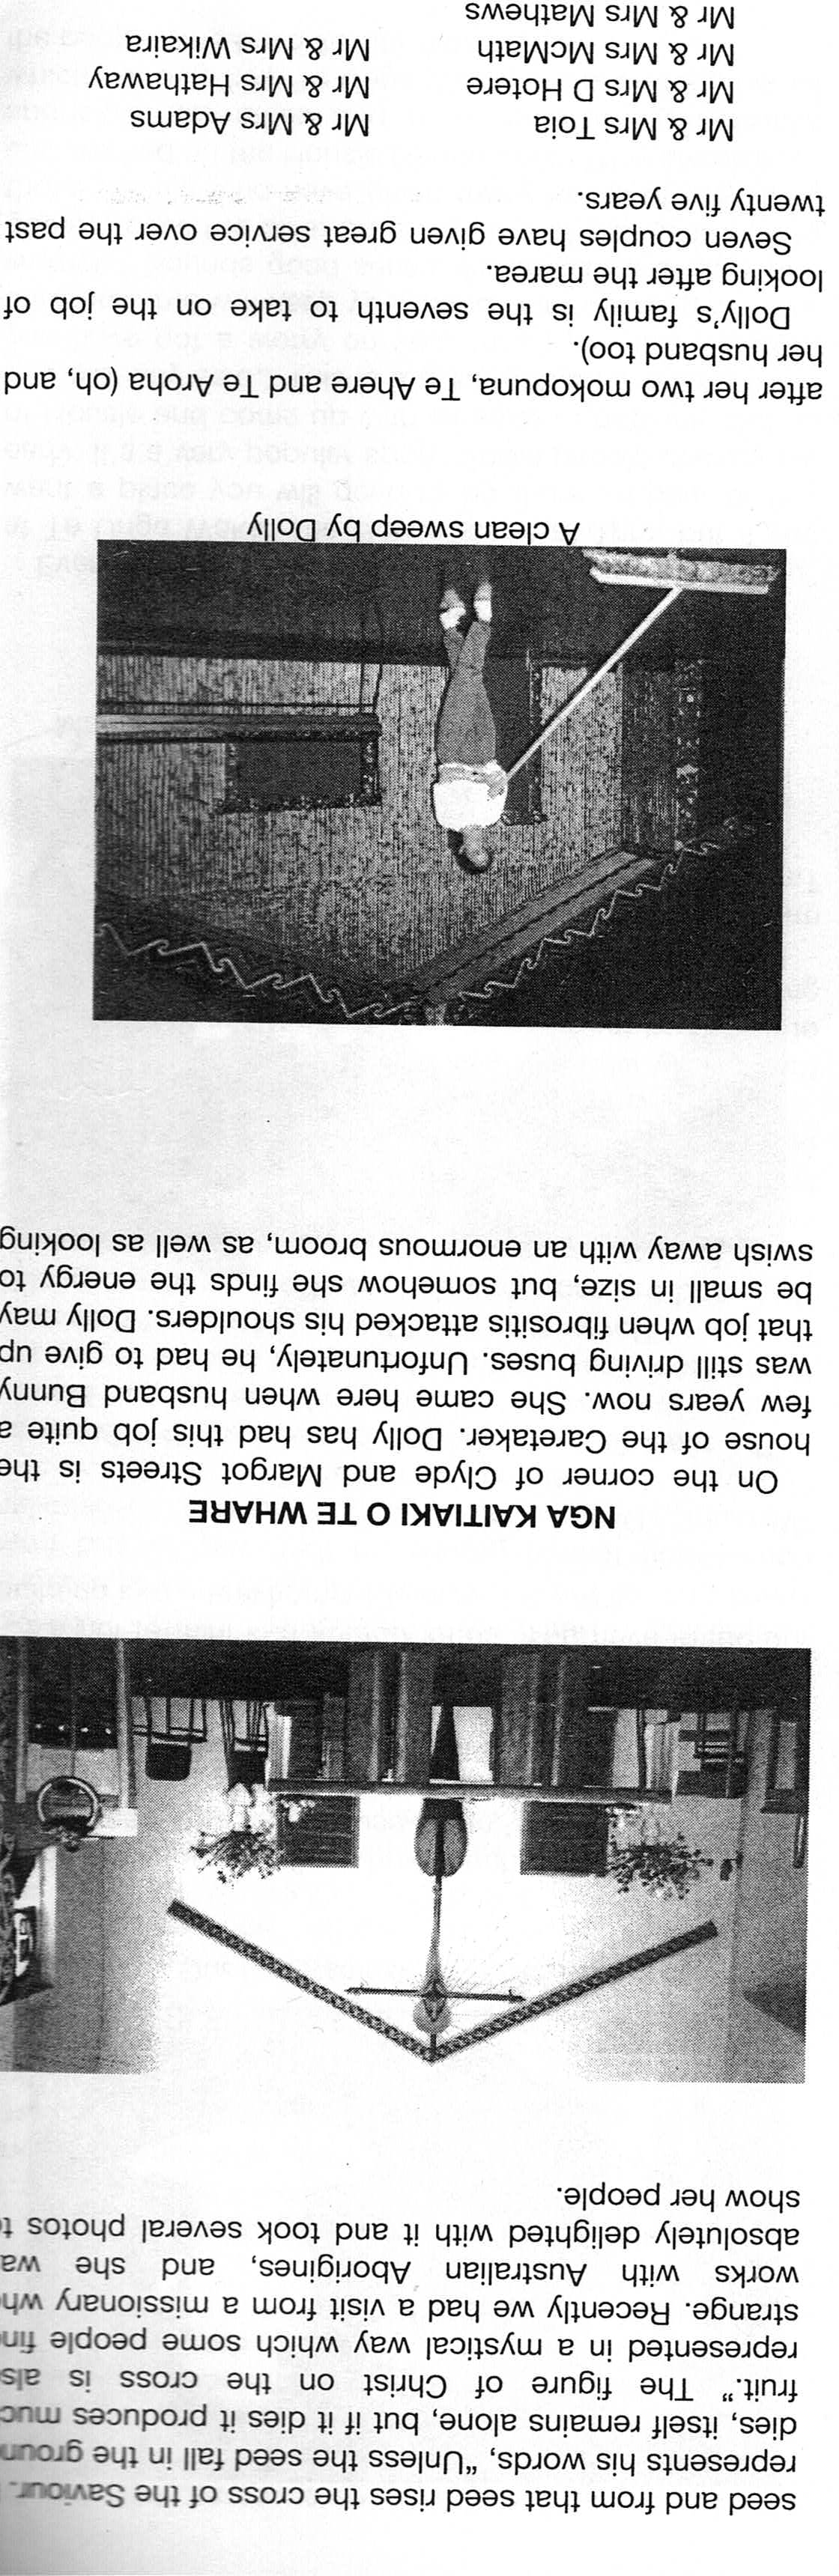 seed and from that seed rises the cross of the Saviour.
represents his words, “Unless the seed fall in the groun
dies, itself remains alone, but if it dies it produces muc
fruit.” The figure of Christ on the cross is als
represented in a mystical way which some people fin
strange. Recently we had a visit from a missionary wh
works with Australian Aborigines, and she wa
absolutely delighted with it and took several photos t
show her people.
NGA KAITIAKI O TE WHARE
On the corner of Clyde and Margot Streets is the
house of the Caretaker. Dolly has had this job quite a
few years now. She came here when husband Bunny
was still driving buses. Unfortunately, he had to give up
that job when fibrositis attacked his shoulders. Dolly may
be small in size, but somehow she finds the energy to
swish away with an enormous broom, as well as looking
A clean sweep by Dolly
after her two mokopuna, Te Ahere and Te Aroha (oh, and
her husband too).
Dolly’s family is the seventh to take on the job of
looking after the marea.
Seven couples have given great service over the past
twenty five years.
Mr & Mrs Toia
Mr & Mrs D Hotere
Mr & Mrs McMath
Mr & Mrs Mathews
Mr & Mrs Adams
Mr & Mrs Hathaway
Mr & Mrs Wikaira